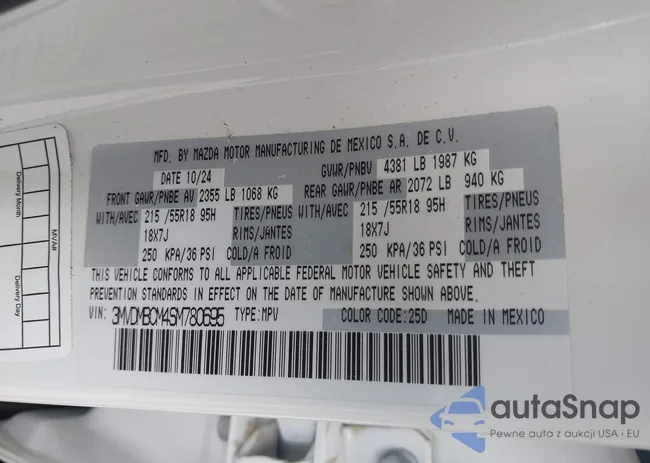 MFD. BY MAZDA MOTOR MANUFACTURING DE MEXICO S.A. DE C.V.
DATE 10/24 GVWR/PNBV 4381 LB 1987 KG
FRONT GAWR/PNBE AV 2355 LB 1068 KG REAR GAWR/PNBE AR 2072 LB 940 KG
WITH/AVEC 215 /55R18 95H TIRES/PNEUS WITH/AVEC 215 /55R18 95H TIRES/PNEUS
18X7J RIMS/JANTES 18X7J RIMS/JANTES
250 KPA/36 PSI COLD/A FROID 250 KPA/36 PSI COLD/A FROID
THIS VEHICLE CONFORMS TO ALL APPLICABLE FEDERAL MOTOR VEHICLE SAFETY AND THEFT
PREVENTION STANDARDS IN EFFECT ON THE DATE OF MANUFACTURE SHOWN ABOVE.
VIN: 3MVDMBCM4SM780695 TYPE:MPV COLOR CODE:25D MADE IN MEXICO
Delivery Month
MVAII
Delivery Day
autaSnap
Pewne auta z aukcji USA i EU